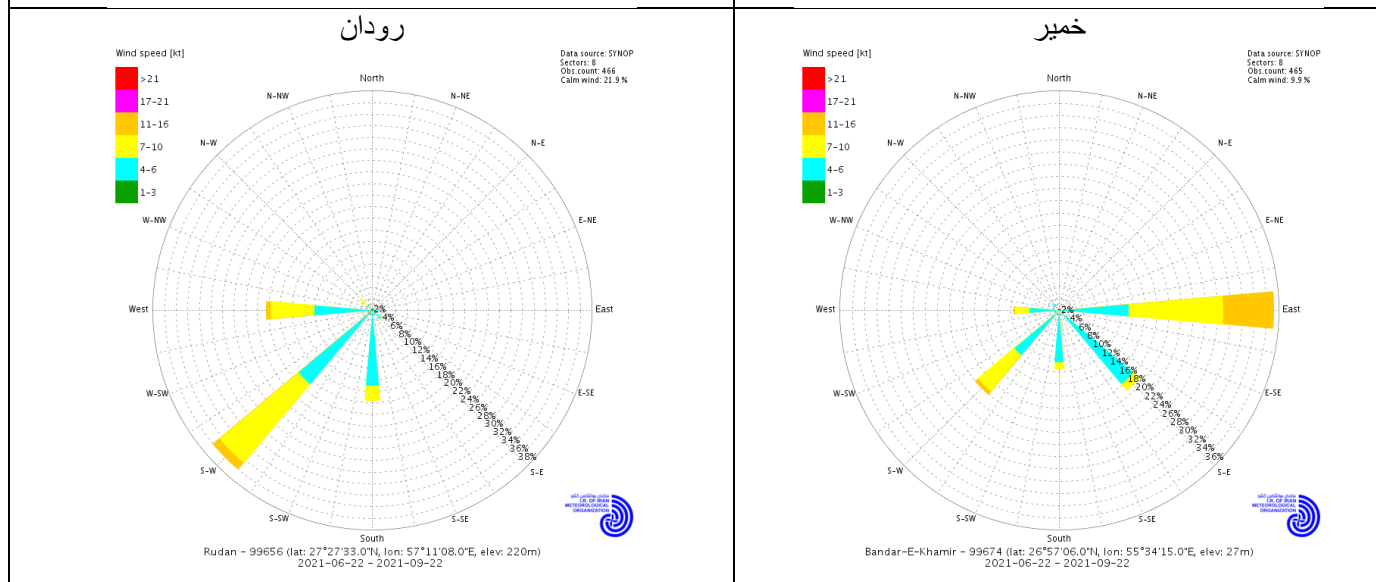 رودان
Wind speed [kt]
>21
17-21
11-16
7-10
4-6
1-3
Data source: SYNOP
Sectors: 8
Obs.count: 466
Calm wind: 21.9 %
North
N-NW
N-NE
N-W
N-E
W-NW
E-NE
West
East
W-SW
E-SE
S-W
S-E
S-SW
S-SE
South
2%
4%
6%
8%
10%
12%
14%
16%
18%
20%
22%
24%
26%
28%
30%
32%
34%
36%
38%
I.R. OF IRAN
METEOROLOGICAL
ORGANIZATION
Rudan - 99656 (lat: 27°27'33.0"N, lon: 57°11'08.0"E, elev: 220m)
2021-06-22 - 2021-09-22
خمیر
Wind speed [kt]
>21
17-21
11-16
7-10
4-6
1-3
Data source: SYNOP
Sectors: 8
Obs.count: 465
Calm wind: 9.9 %
North
N-NW
N-NE
N-W
N-E
W-NW
E-NE
West
East
W-SW
E-SE
S-W
S-E
S-SW
S-SE
South
2%
4%
6%
8%
10%
12%
14%
16%
18%
20%
22%
24%
26%
28%
30%
32%
34%
36%
I.R. OF IRAN
METEOROLOGICAL
ORGANIZATION
Bandar-E-Khamir - 99674 (lat: 26°57'06.0"N, lon: 55°34'15.0"E, elev: 27m)
2021-06-22 - 2021-09-22